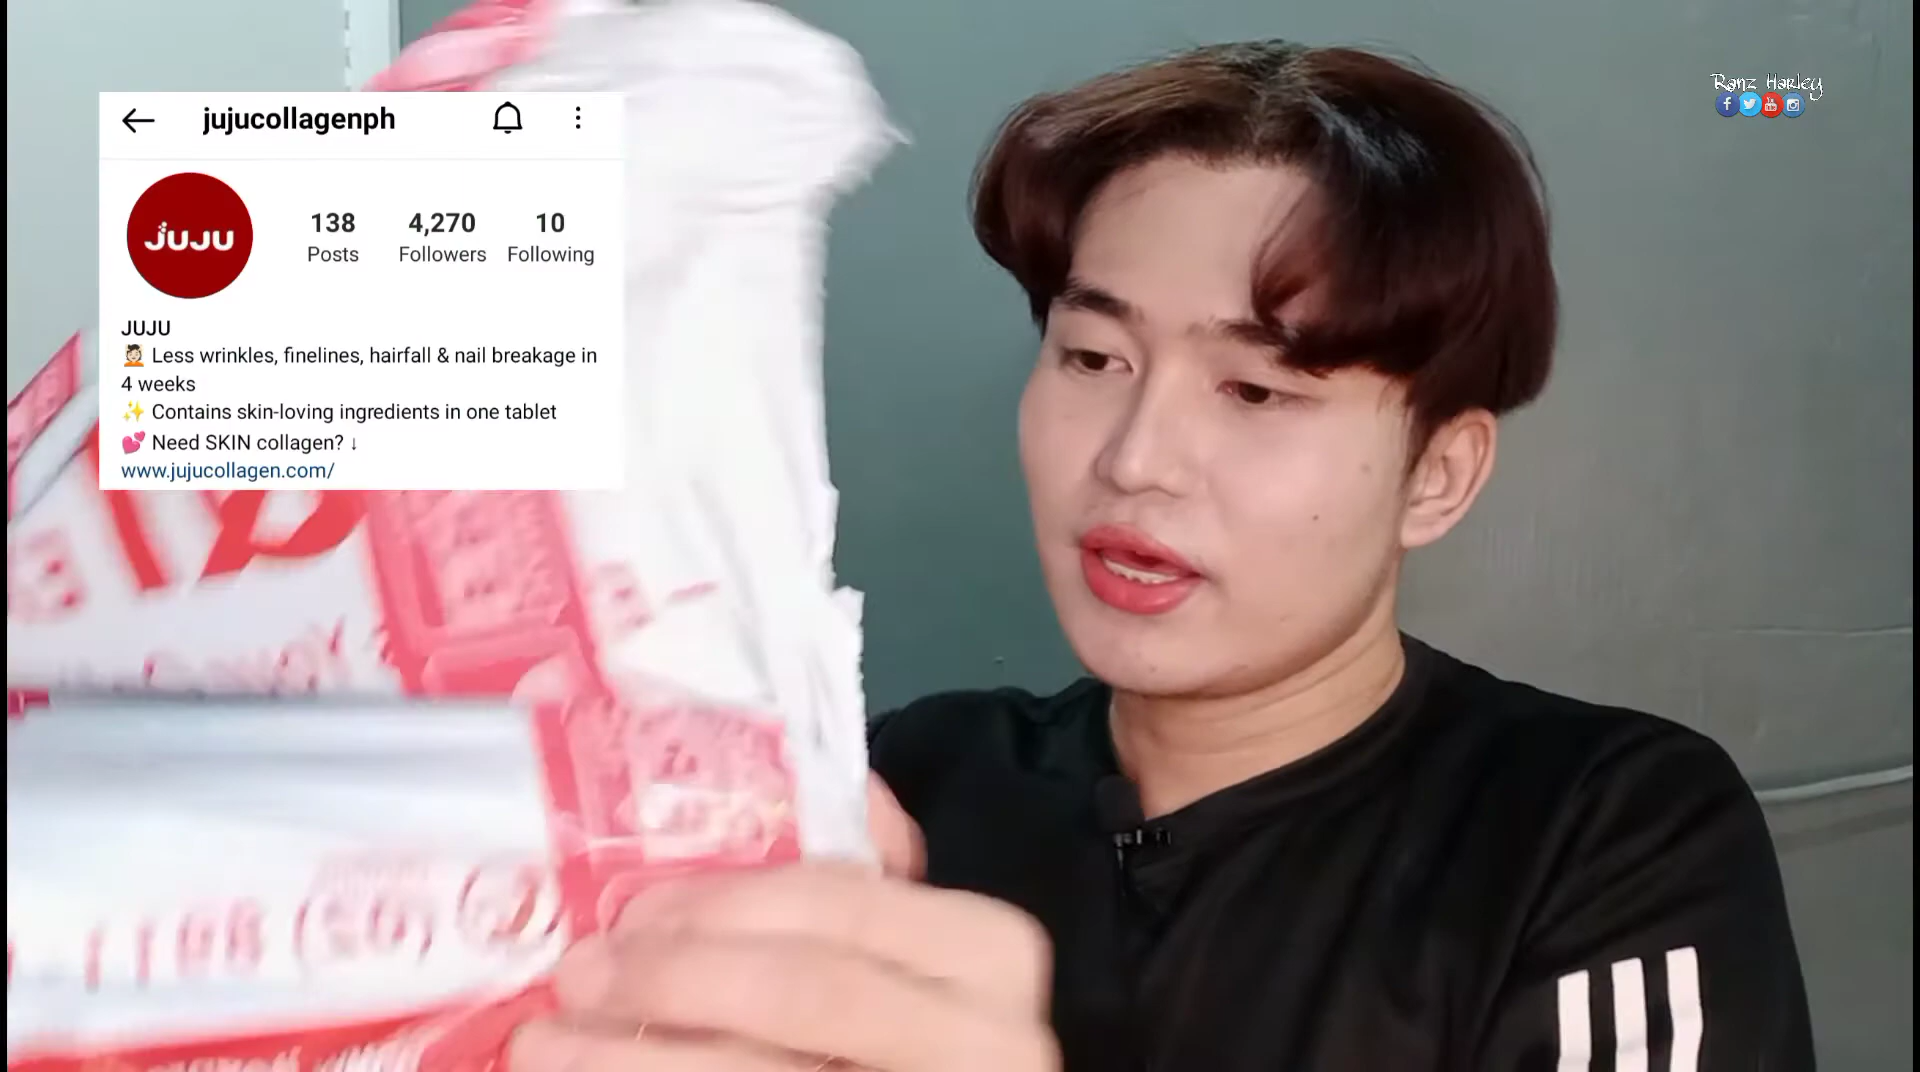 jujucollagenph
JUJU
138 4,270 10
Posts Followers Following
JUJU
💆🏻 Less wrinkles, finelines, hairfall & nail breakage in
4 weeks
✨ Contains skin-loving ingredients in one tablet
💕 Need SKIN collagen? ↓
www.jujucollagen.com/
Ranz Harley